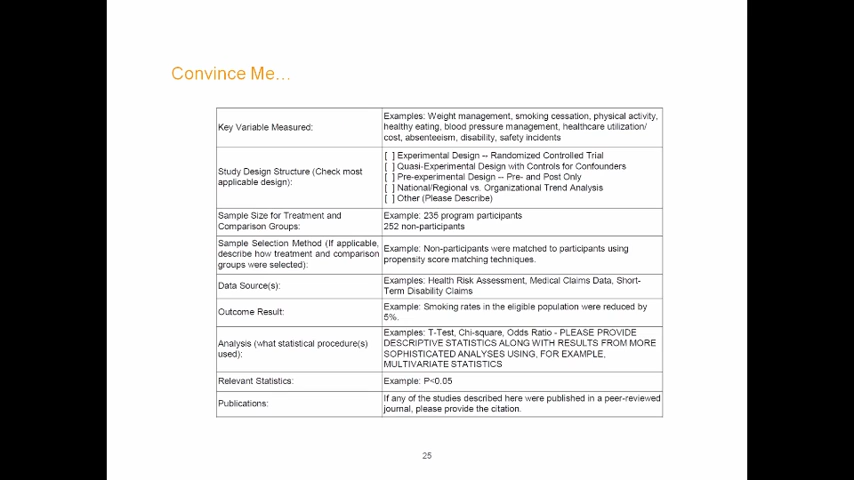 Convince Me…
Key Variable Measured:
Examples: Weight management, smoking cessation, physical activity,
healthy eating, blood pressure management, healthcare utilization/
cost, absenteeism, disability, safety incidents
Study Design Structure (Check most
applicable design):
[ ] Experimental Design -- Randomized Controlled Trial
[ ] Quasi-Experimental Design with Controls for Confounders
[ ] Pre-experimental Design -- Pre- and Post Only
[ ] National/Regional vs. Organizational Trend Analysis
[ ] Other (Please Describe)
Sample Size for Treatment and
Comparison Groups:
Example: 235 program participants
252 non-participants
Sample Selection Method (If applicable,
describe how treatment and comparison
groups were selected):
Example: Non-participants were matched to participants using
propensity score matching techniques.
Data Source(s):
Examples: Health Risk Assessment, Medical Claims Data, Short-
Term Disability Claims
Outcome Result:
Example: Smoking rates in the eligible population were reduced by
5%.
Analysis (what statistical procedure(s)
used):
Examples: T-Test, Chi-square, Odds Ratio - PLEASE PROVIDE
DESCRIPTIVE STATISTICS ALONG WITH RESULTS FROM MORE
SOPHISTICATED ANALYSES USING, FOR EXAMPLE,
MULTIVARIATE STATISTICS
Relevant Statistics:
Example: P<0.05
Publications:
If any of the studies described here were published in a peer-reviewed
journal, please provide the citation.
25